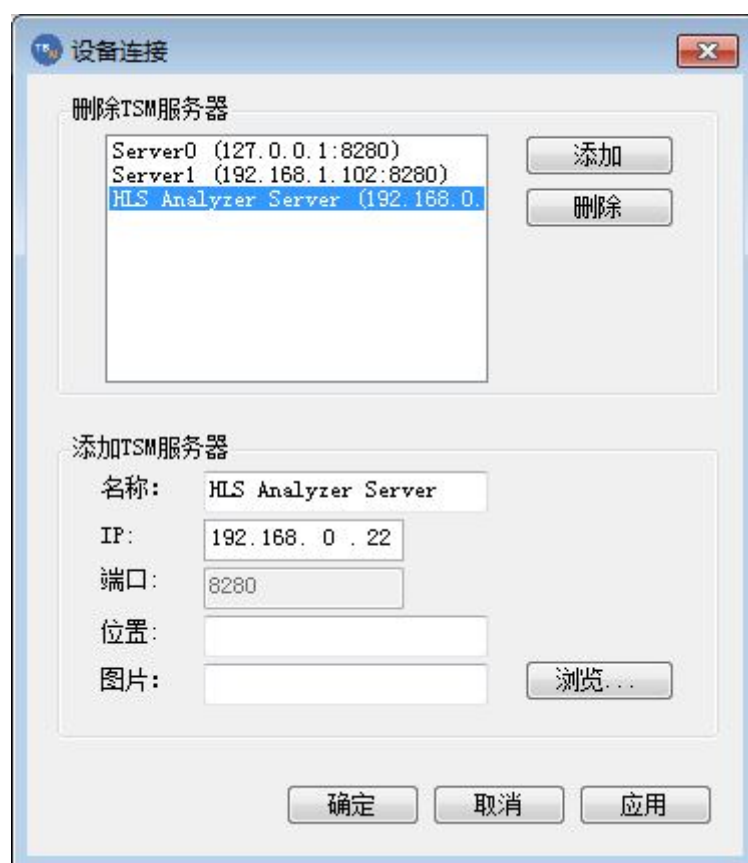 设备连接
删除TSM服务器
Server0 (127.0.0.1:8280)
Server1 (192.168.1.102:8280)
HLS Analyzer Server (192.168.0.
添加
删除
添加TSM服务器
名称: HLS Analyzer Server
IP: 192.168. 0 .22
端口: 8280
位置:
图片:
浏览...
确定 取消 应用